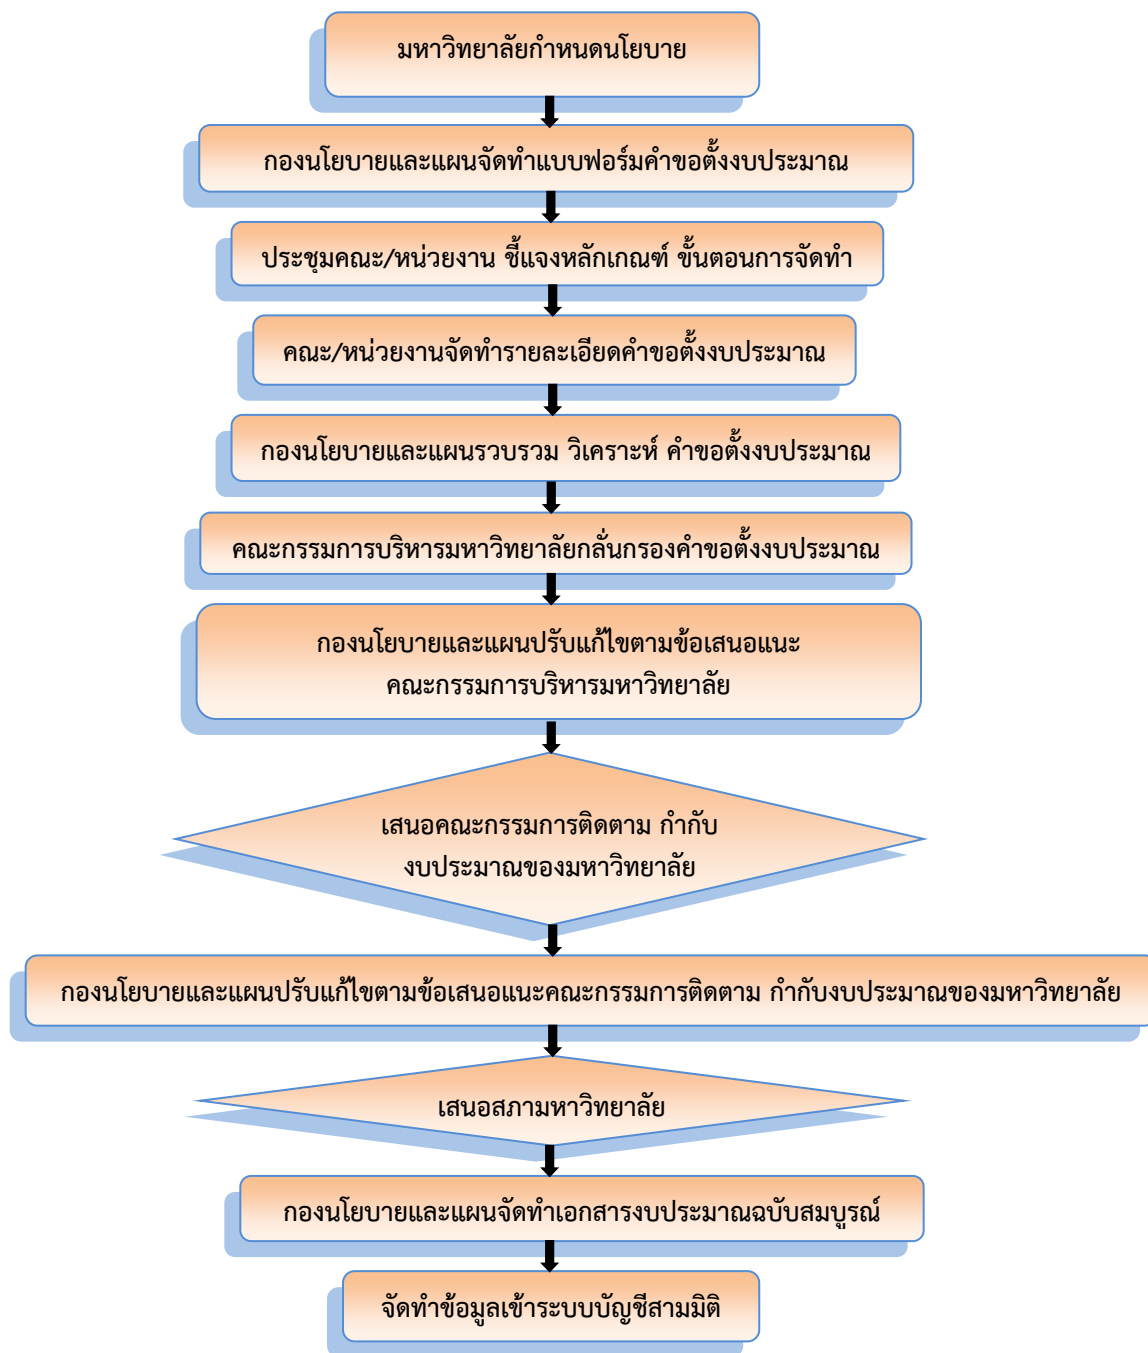 มหาวิทยาลัยกำหนดนโยบาย
กองนโยบายและแผนจัดทำแบบฟอร์มคำขอตั้งงบประมาณ
ประชุมคณะ/หน่วยงาน ชี้แจงหลักเกณฑ์ ขั้นตอนการจัดทำ
คณะ/หน่วยงานจัดทำรายละเอียดคำขอตั้งงบประมาณ
กองนโยบายและแผนรวบรวม วิเคราะห์ คำขอตั้งงบประมาณ
คณะกรรมการบริหารมหาวิทยาลัยกลั่นกรองคำขอตั้งงบประมาณ
กองนโยบายและแผนปรับแก้ไขตามข้อเสนอแนะ
คณะกรรมการบริหารมหาวิทยาลัย
เสนอคณะกรรมการติดตาม กำกับ
งบประมาณของมหาวิทยาลัย
กองนโยบายและแผนปรับแก้ไขตามข้อเสนอแนะคณะกรรมการติดตาม กำกับงบประมาณของมหาวิทยาลัย
เสนอสภามหาวิทยาลัย
กองนโยบายและแผนจัดทำเอกสารงบประมาณฉบับสมบูรณ์
จัดทำข้อมูลเข้าระบบบัญชีสามมิติ